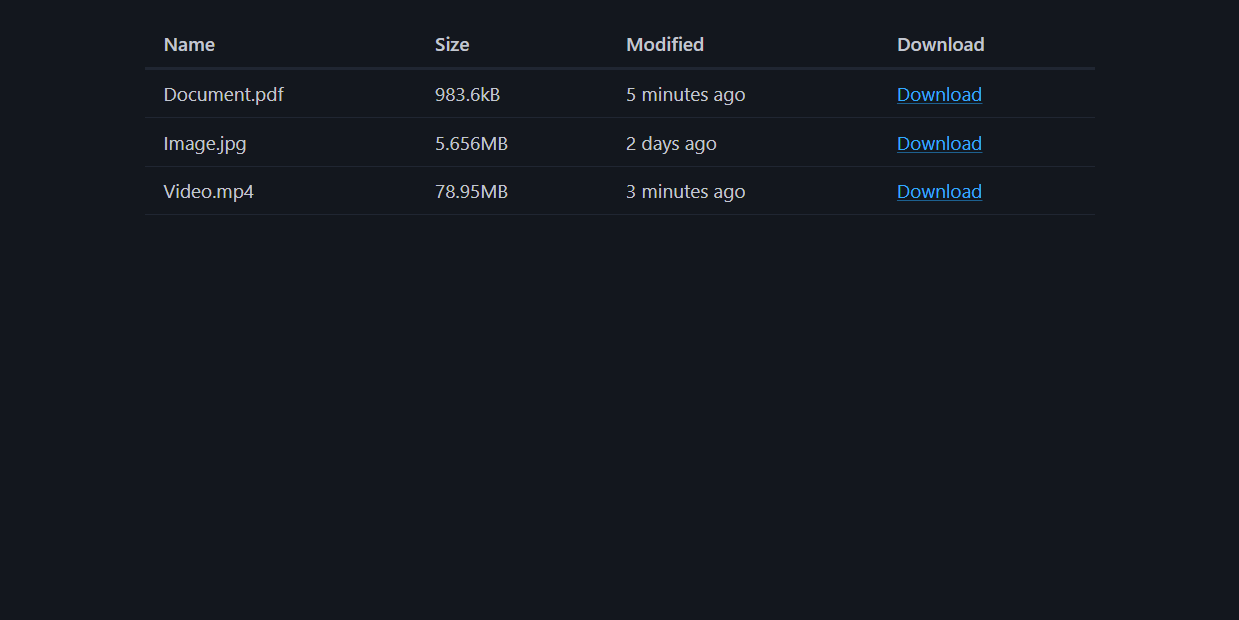 Name Size Modified Download
Document.pdf 983.6kB 5 minutes ago Download
Image.jpg 5.656MB 2 days ago Download
Video.mp4 78.95MB 3 minutes ago Download